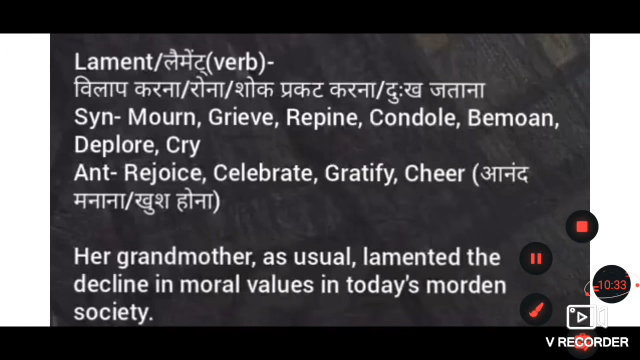 Lament/लैमेंट्(verb)-
विलाप करना/रोना/शोक प्रकट करना/दुःख जताना
Syn- Mourn, Grieve, Repine, Condole, Bemoan,
Deplore, Cry
Ant- Rejoice, Celebrate, Gratify, Cheer (आनंद
मनाना/खुश होना)
Her grandmother, as usual, lamented the
decline in moral values in today's morden
society.
10:33
V RECORDER